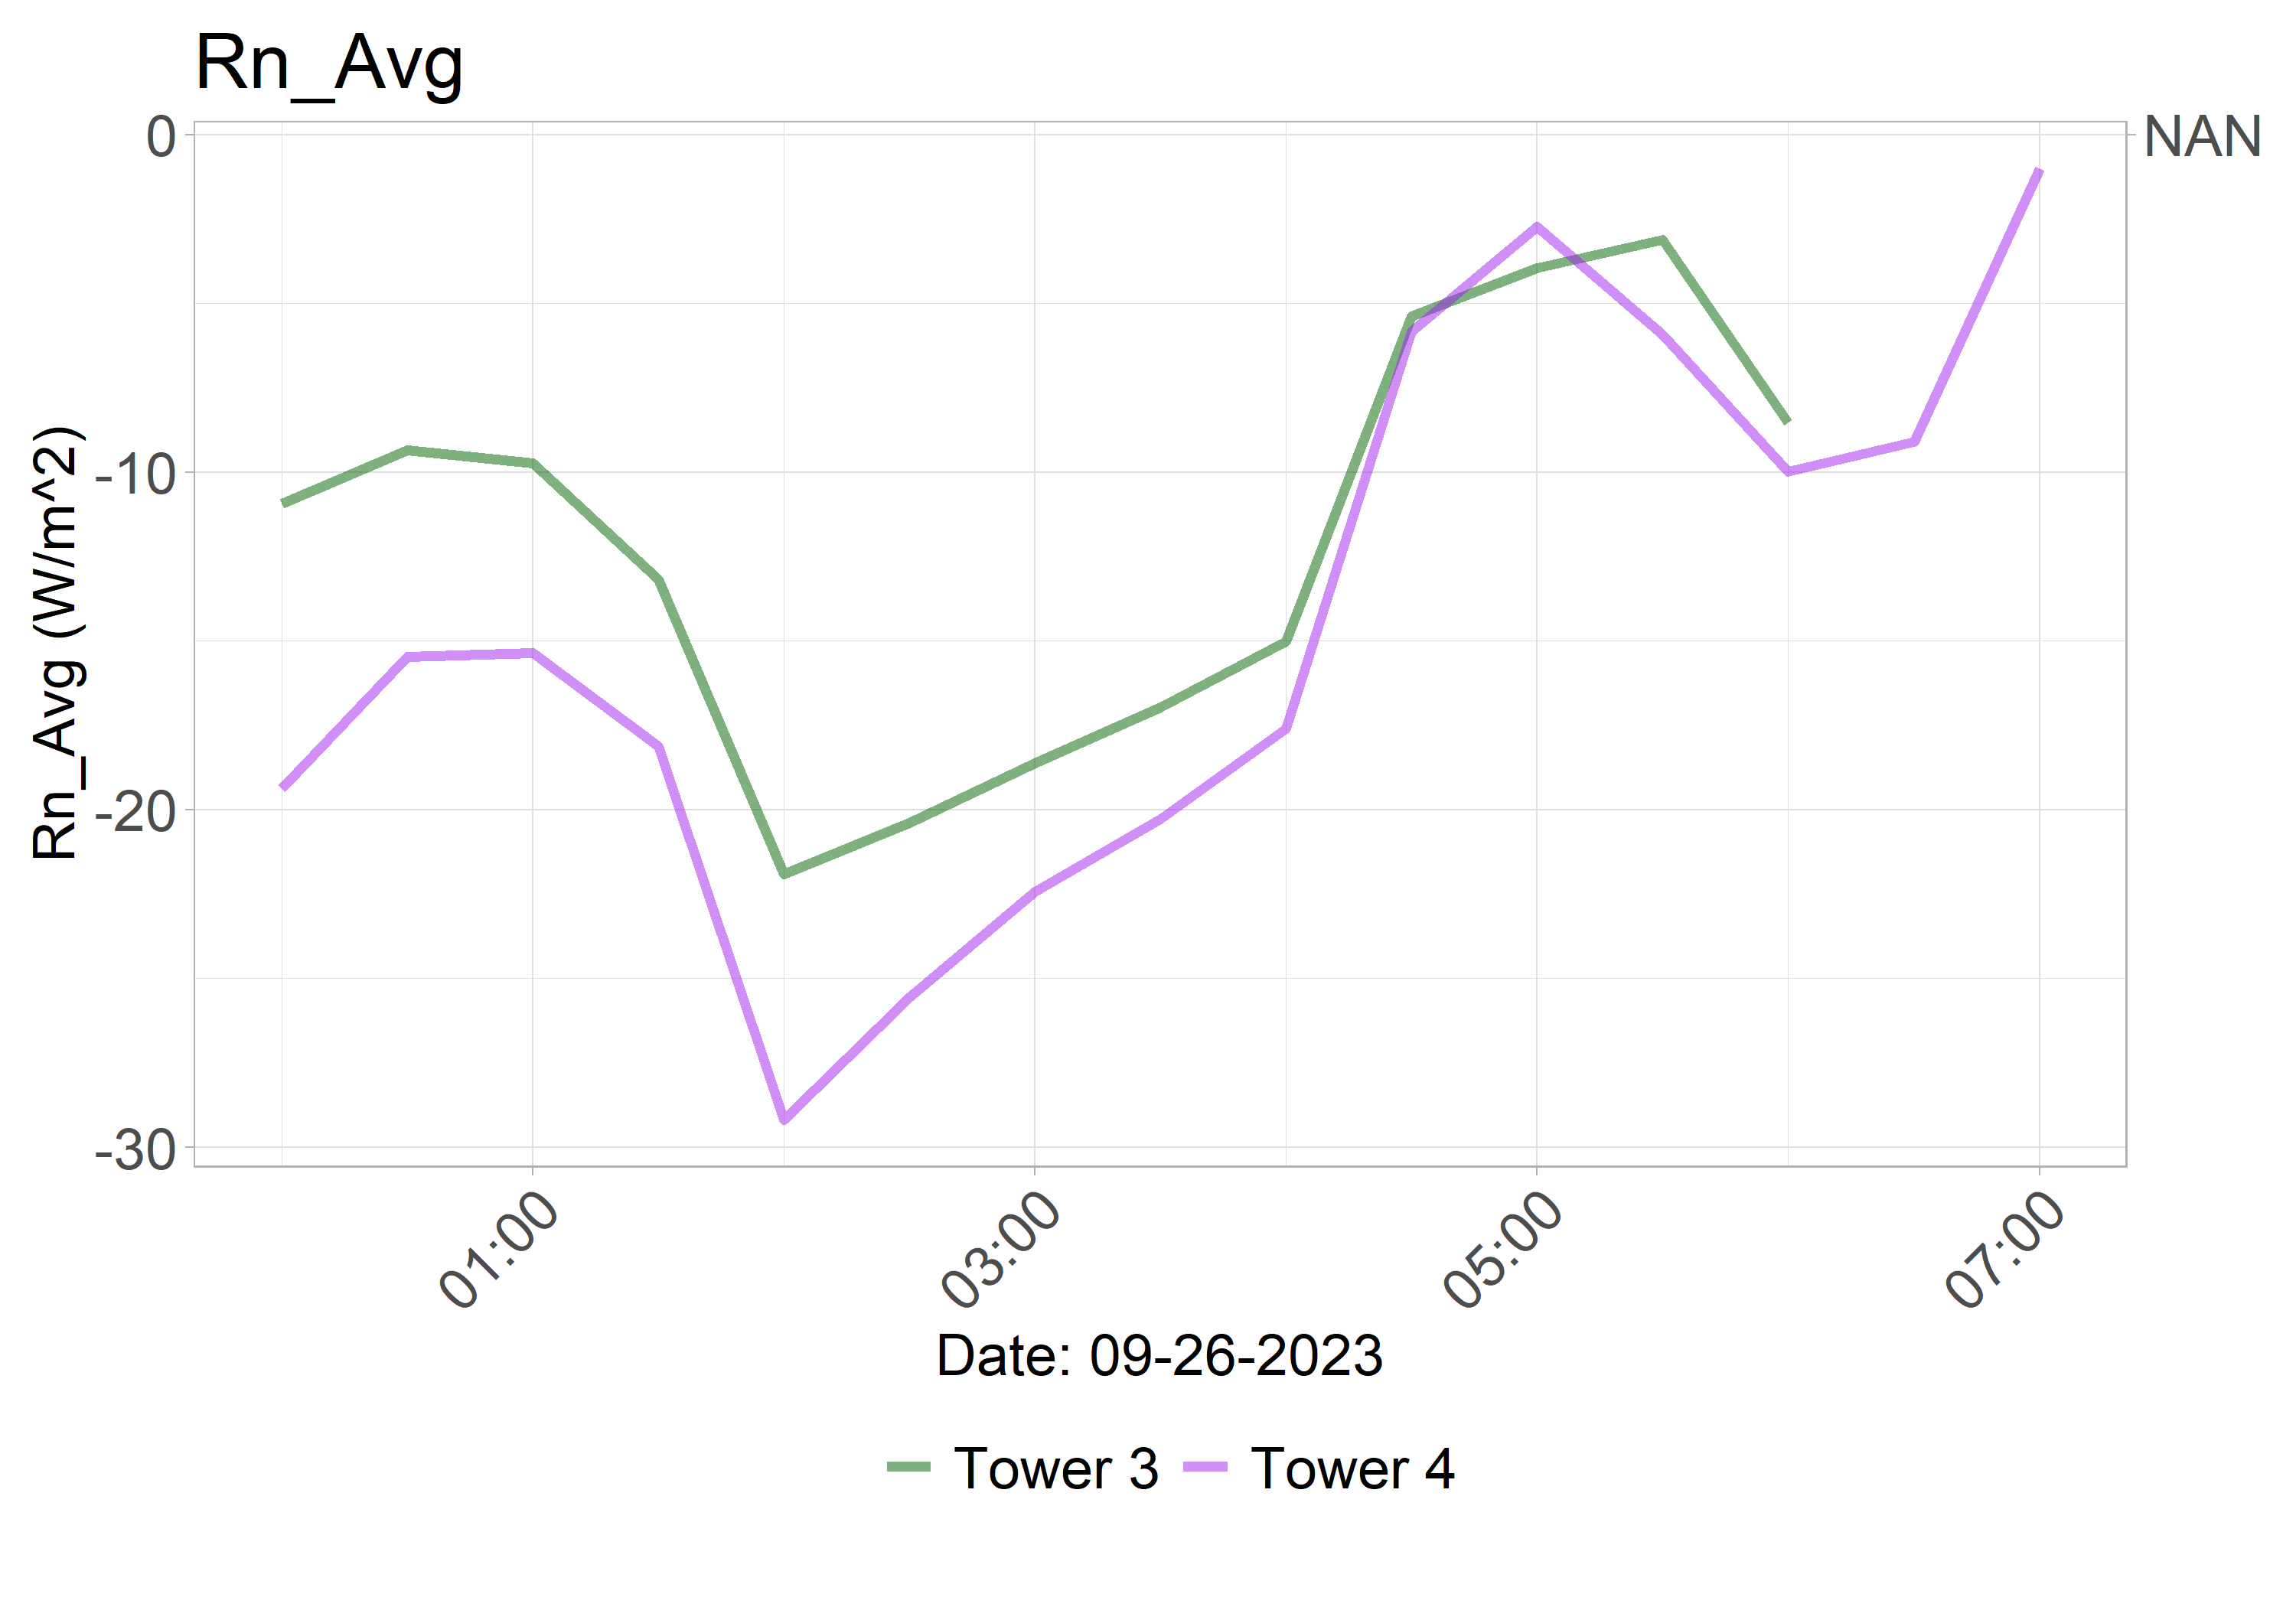 Rn_Avg
0
NAN
-10
-20
-30
Rn_Avg (W/m^2)
01:00
03:00
05:00
07:00
Date: 09-26-2023
Tower 3
Tower 4